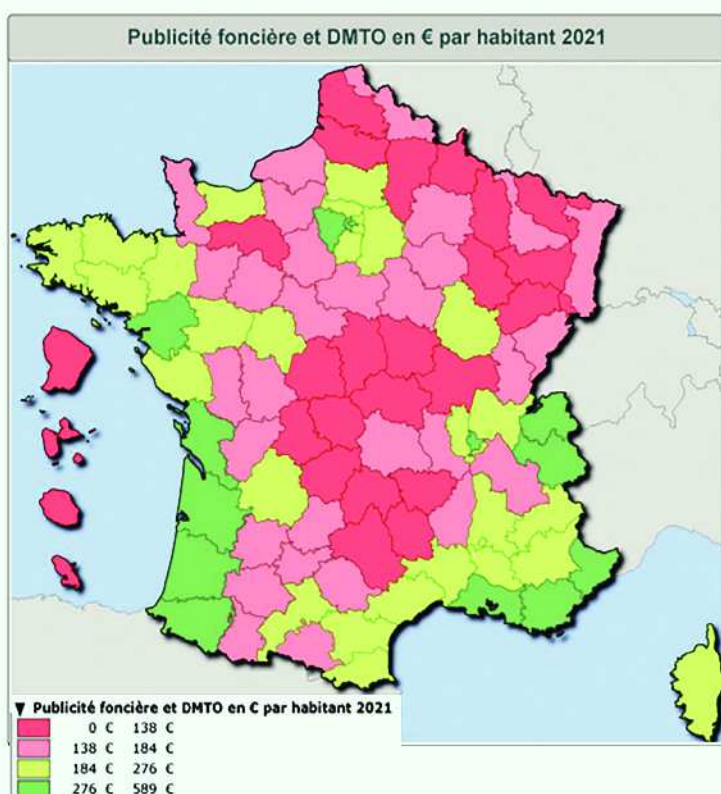 Publicité foncière et DMTO en € par habitant 2021
▼ Publicité foncière et DMTO en € par habitant 2021
0 € 138 €
138 € 184 €
184 € 276 €
276 € 589 €